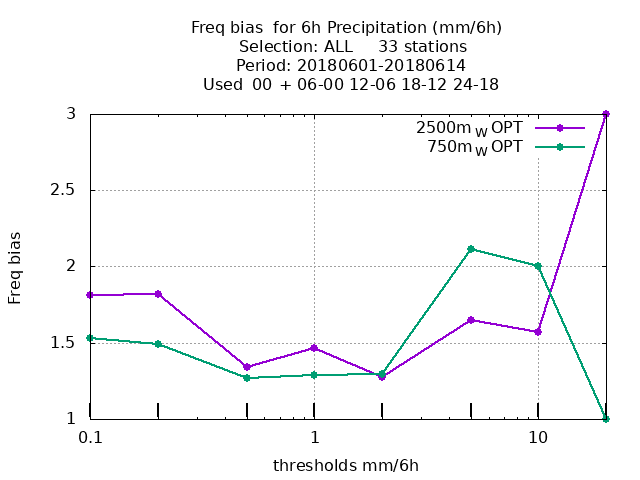 Freq bias  for 6h Precipitation (mm/6h)
Selection: ALL     33 stations
Period: 20180601-20180614
Used  00  + 06-00 12-06 18-12 24-18
2500m W OPT
750m W OPT
3
2.5
2
1.5
1
Freq bias
0.1
1
10
thresholds mm/6h